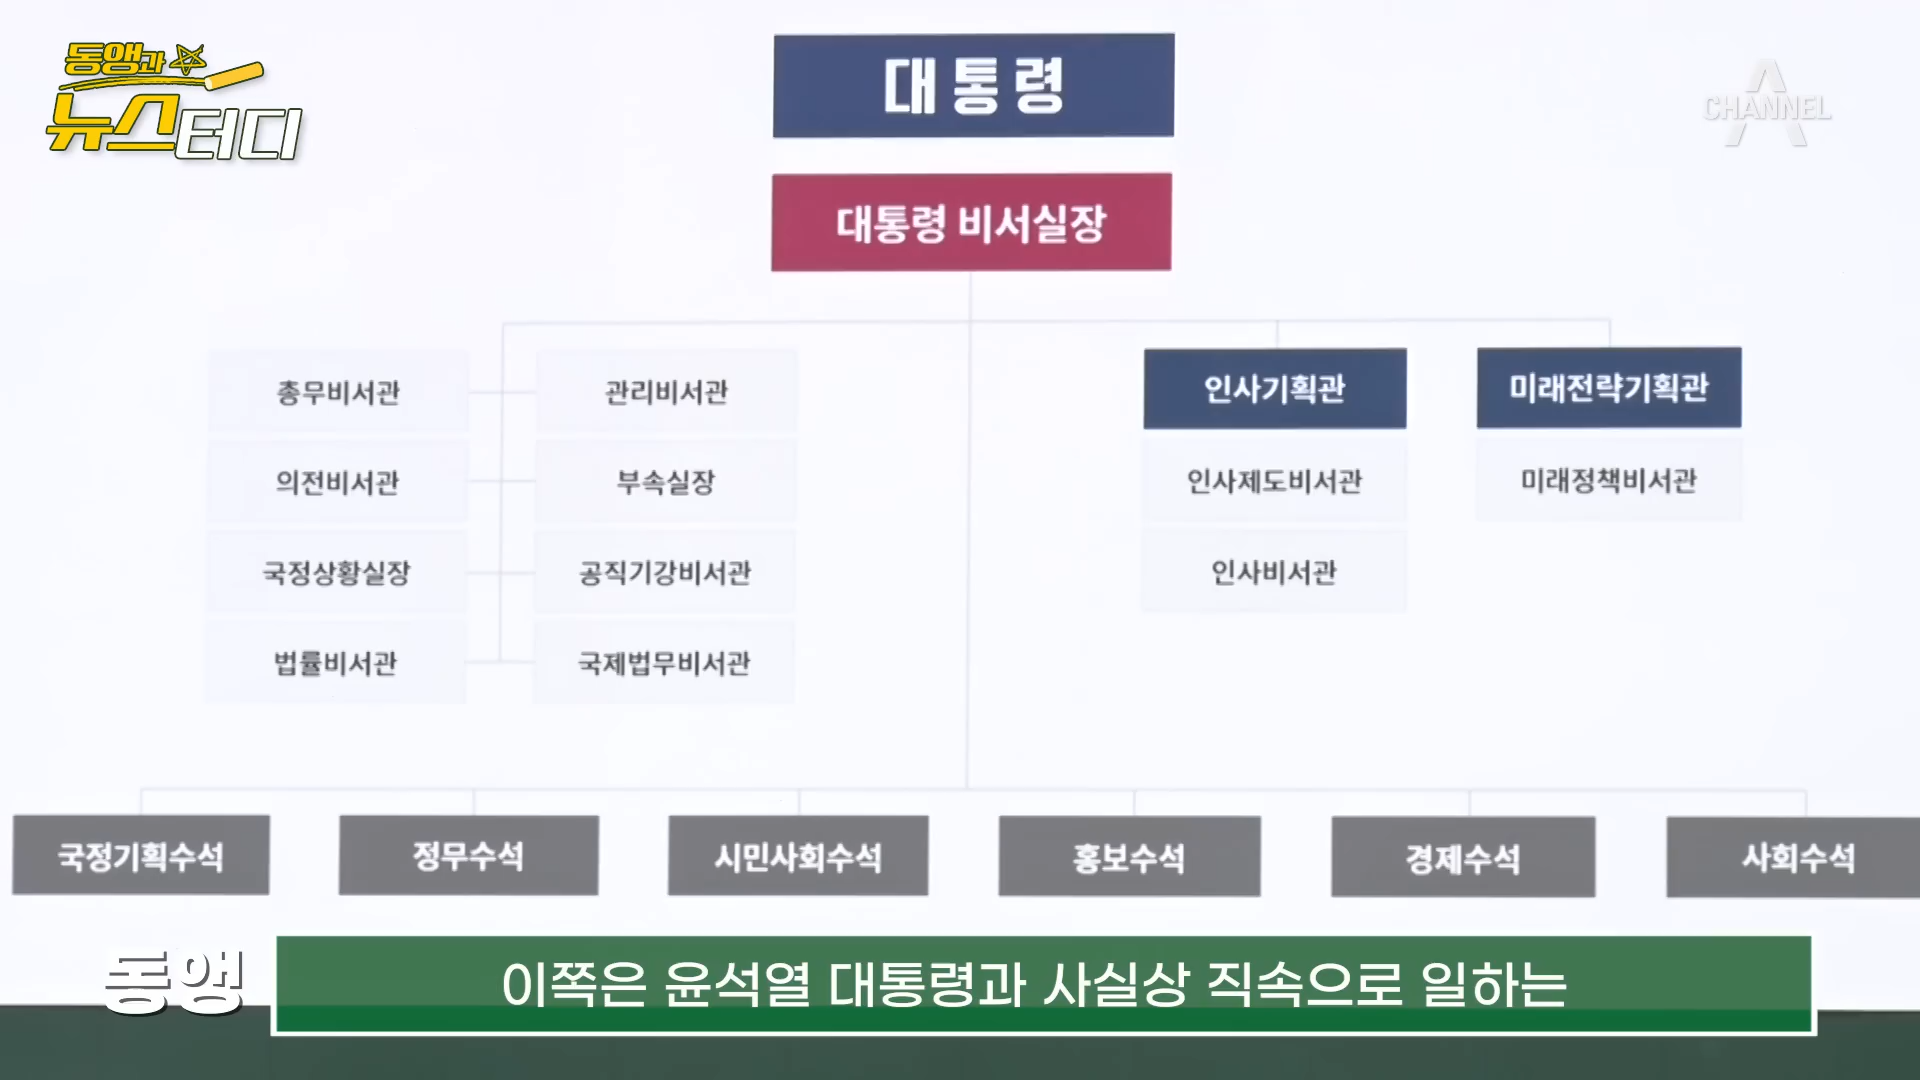 동앵과
뉴스터디
CHANNEL A
대통령
대통령 비서실장
총무비서관
관리비서관
의전비서관
부속실장
국정상황실장
공직기강비서관
법률비서관
국제법무비서관
인사기획관
미래전략기획관
인사제도비서관
미래정책비서관
인사비서관
국정기획수석
정무수석
시민사회수석
홍보수석
경제수석
사회수석
동앵
이쪽은 윤석열 대통령과 사실상 직속으로 일하는